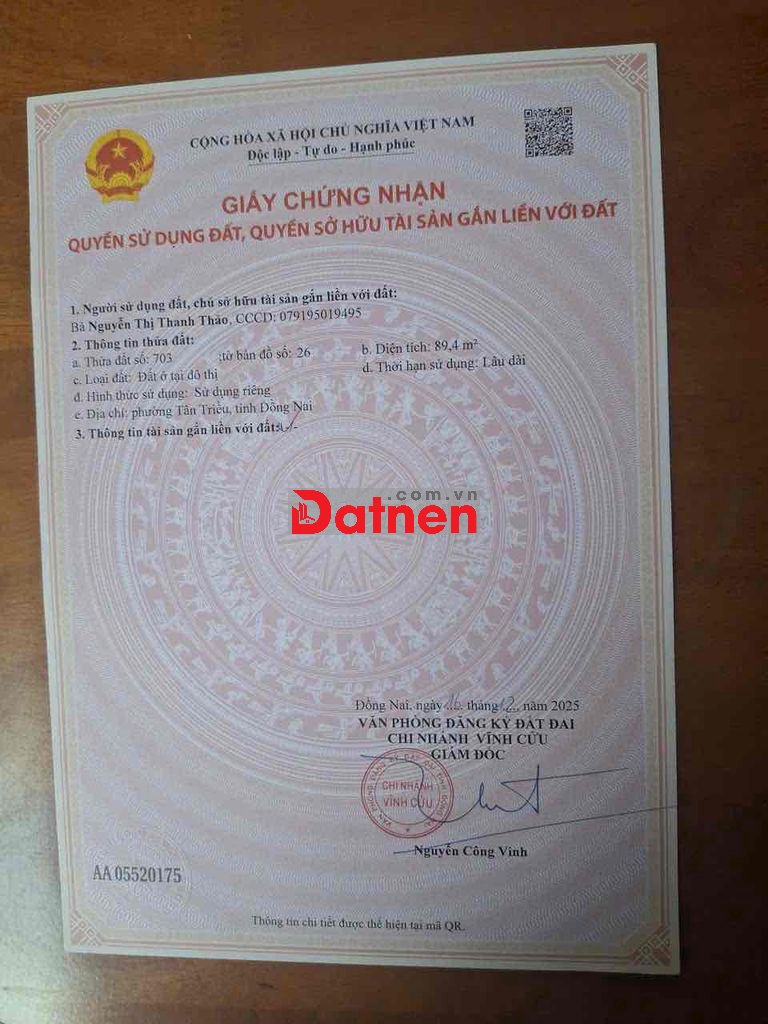 CỘNG HÒA XÃ HỘI CHỦ NGHĨA VIỆT NAM
Độc lập - Tự do - Hạnh phúc
GIẤY CHỨNG NHẬN
QUYỀN SỬ DỤNG ĐẤT, QUYỀN SỞ HỮU TÀI SẢN GẮN LIỀN VỚI ĐẤT
1. Người sử dụng đất, chủ sở hữu tài sản gắn liền với đất:
Bà Nguyễn Thị Thanh Thảo, CCCD: 079195019495
2. Thông tin thửa đất:
a. Thửa đất số: 703 ;tờ bản đồ số: 26 b. Diện tích: 89,4 m²
c. Loại đất: Đất ở tại đô thị d. Thời hạn sử dụng: Lâu dài
đ. Hình thức sử dụng: Sử dụng riêng
e. Địa chỉ: phường Tân Triều, tỉnh Đồng Nai
3. Thông tin tài sản gắn liền với đất:-/-
Datnen
.com.vn
Đồng Nai, ngày 16 tháng 12 năm 2025
VĂN PHÒNG ĐĂNG KÝ ĐẤT ĐAI
CHI NHÁNH VĨNH CỬU
GIÁM ĐỐC
CHI NHÁNH
VĨNH CỬU
Nguyễn Công Vinh
AA 05520175
Thông tin chi tiết được thể hiện tại mã QR.